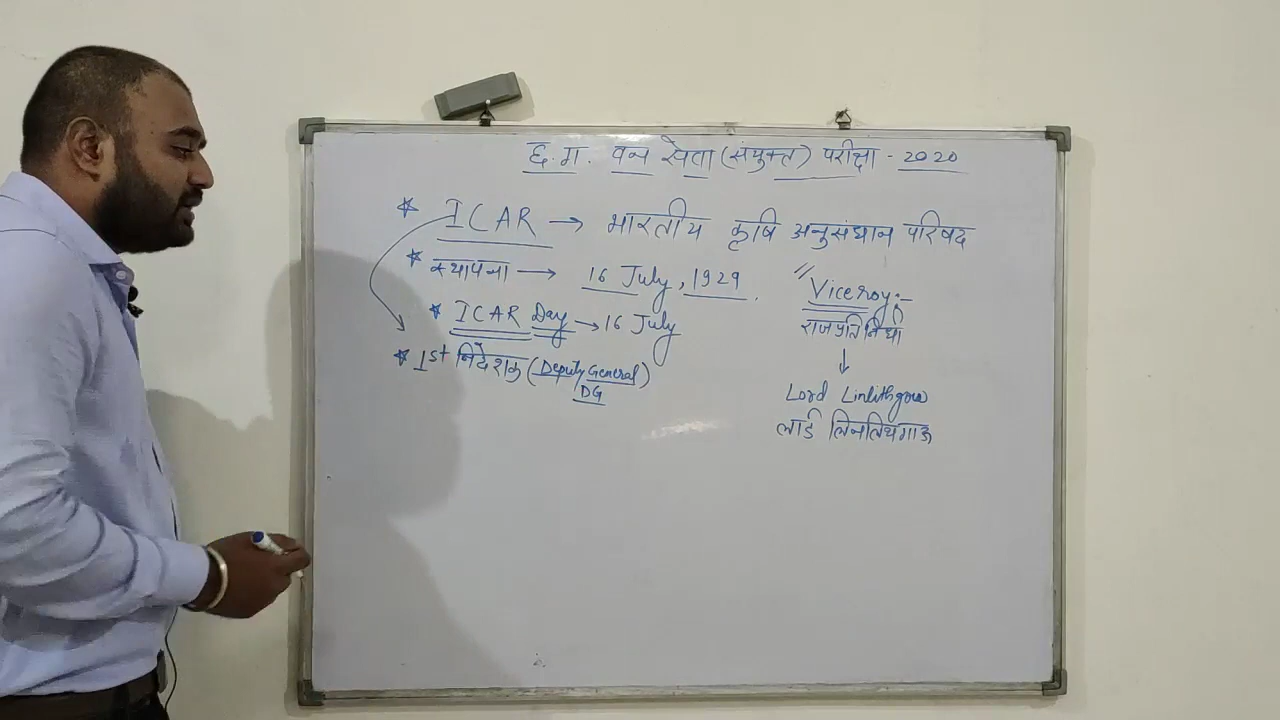 छ.ग. वन सेवा (संयुक्त) परीक्षा - 2020
* ICAR → भारतीय कृषि अनुसंधान परिषद
* स्थापना → 16 July, 1929.
* ICAR Day → 16 July
* 1st निदेशक (Deputy General)
DG
" Viceroy:-
राजप्रतिनिधी
↓
Lord Linlithgow
लार्ड लिनलिथगाऊ